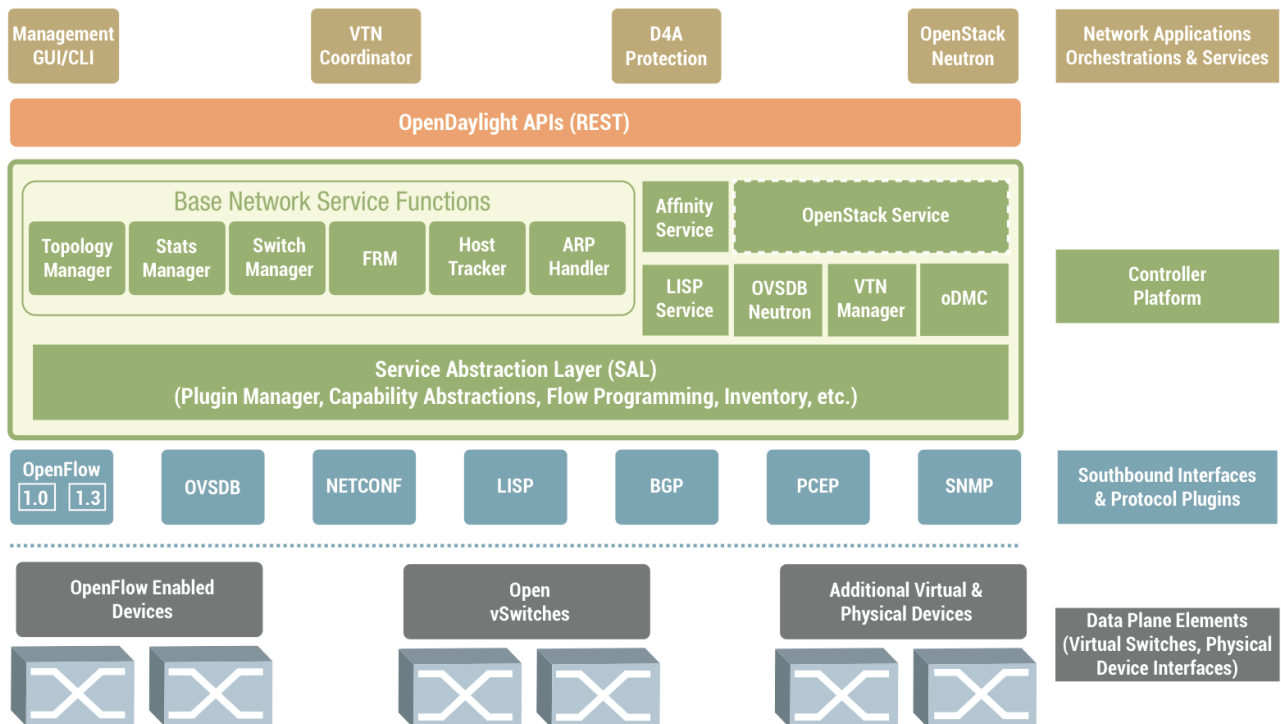 Management
GUI/CLI
VTN
Coordinator
D4A
Protection
OpenStack
Neutron
Network Applications
Orchestrations & Services
OpenDaylight APIs (REST)
Base Network Service Functions
Topology
Manager
Stats
Manager
Switch
Manager
FRM
Host
Tracker
ARP
Handler
Affinity
Service
OpenStack Service
LISP
Service
OVSDB
Neutron
VTN
Manager
oDMC
Controller
Platform
Service Abstraction Layer (SAL)
(Plugin Manager, Capability Abstractions, Flow Programming, Inventory, etc.)
OpenFlow
1.0 1.3
OVSDB
NETCONF
LISP
BGP
PCEP
SNMP
Southbound Interfaces
& Protocol Plugins
OpenFlow Enabled
Devices
Open
vSwitches
Additional Virtual &
Physical Devices
Data Plane Elements
(Virtual Switches, Physical
Device Interfaces)